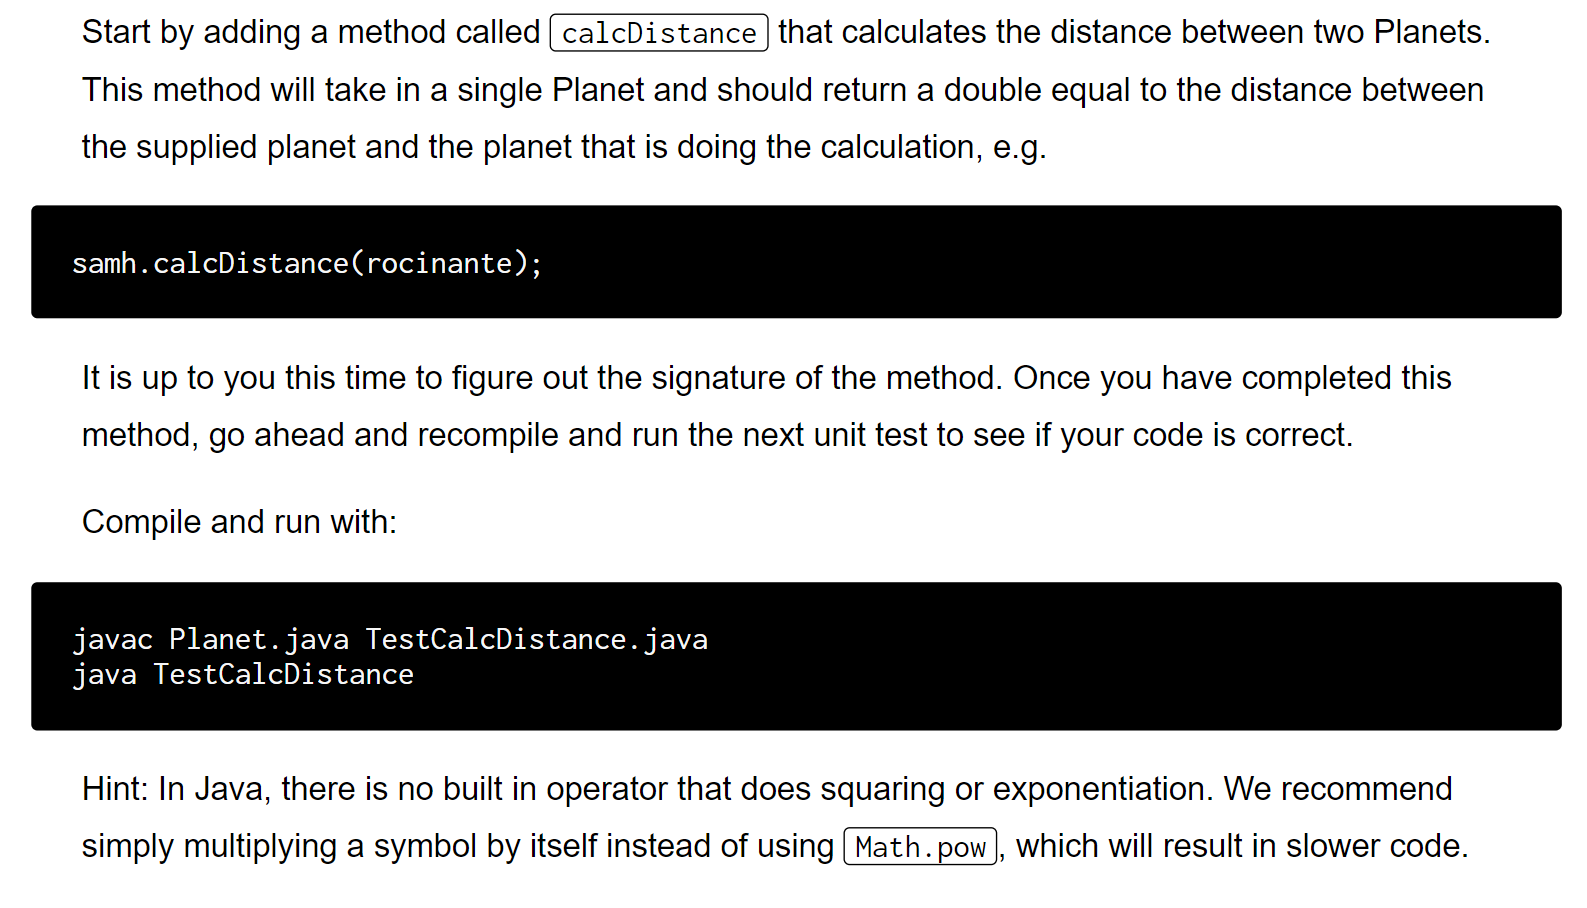 Start by adding a method called calcDistance that calculates the distance between two Planets.
This method will take in a single Planet and should return a double equal to the distance between
the supplied planet and the planet that is doing the calculation, e.g.
samh.calcDistance(rocinante);
It is up to you this time to figure out the signature of the method. Once you have completed this
method, go ahead and recompile and run the next unit test to see if your code is correct.
Compile and run with:
javac Planet.java TestCalcDistance.java
java TestCalcDistance
Hint: In Java, there is no built in operator that does squaring or exponentiation. We recommend
simply multiplying a symbol by itself instead of using Math.pow, which will result in slower code.